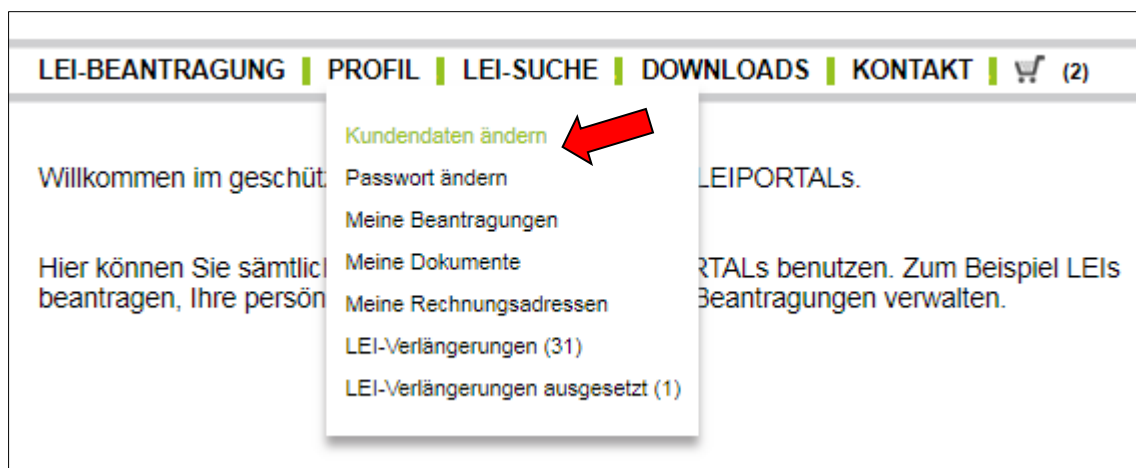 LEI-BEANTRAGUNG PROFIL LEI-SUCHE DOWNLOADS KONTAKT (2)
Kundendaten ändern
Willkommen im geschütz
Passwort ändern
LEIPORTALs.
Meine Beantragungen
Hier können Sie sämtlich
Meine Dokumente
RTALs benutzen. Zum Beispiel LEIs
beantragen, Ihre persön
Meine Rechnungsadressen
Beantragungen verwalten.
LEI-Verlängerungen (31)
LEI-Verlängerungen ausgesetzt (1)